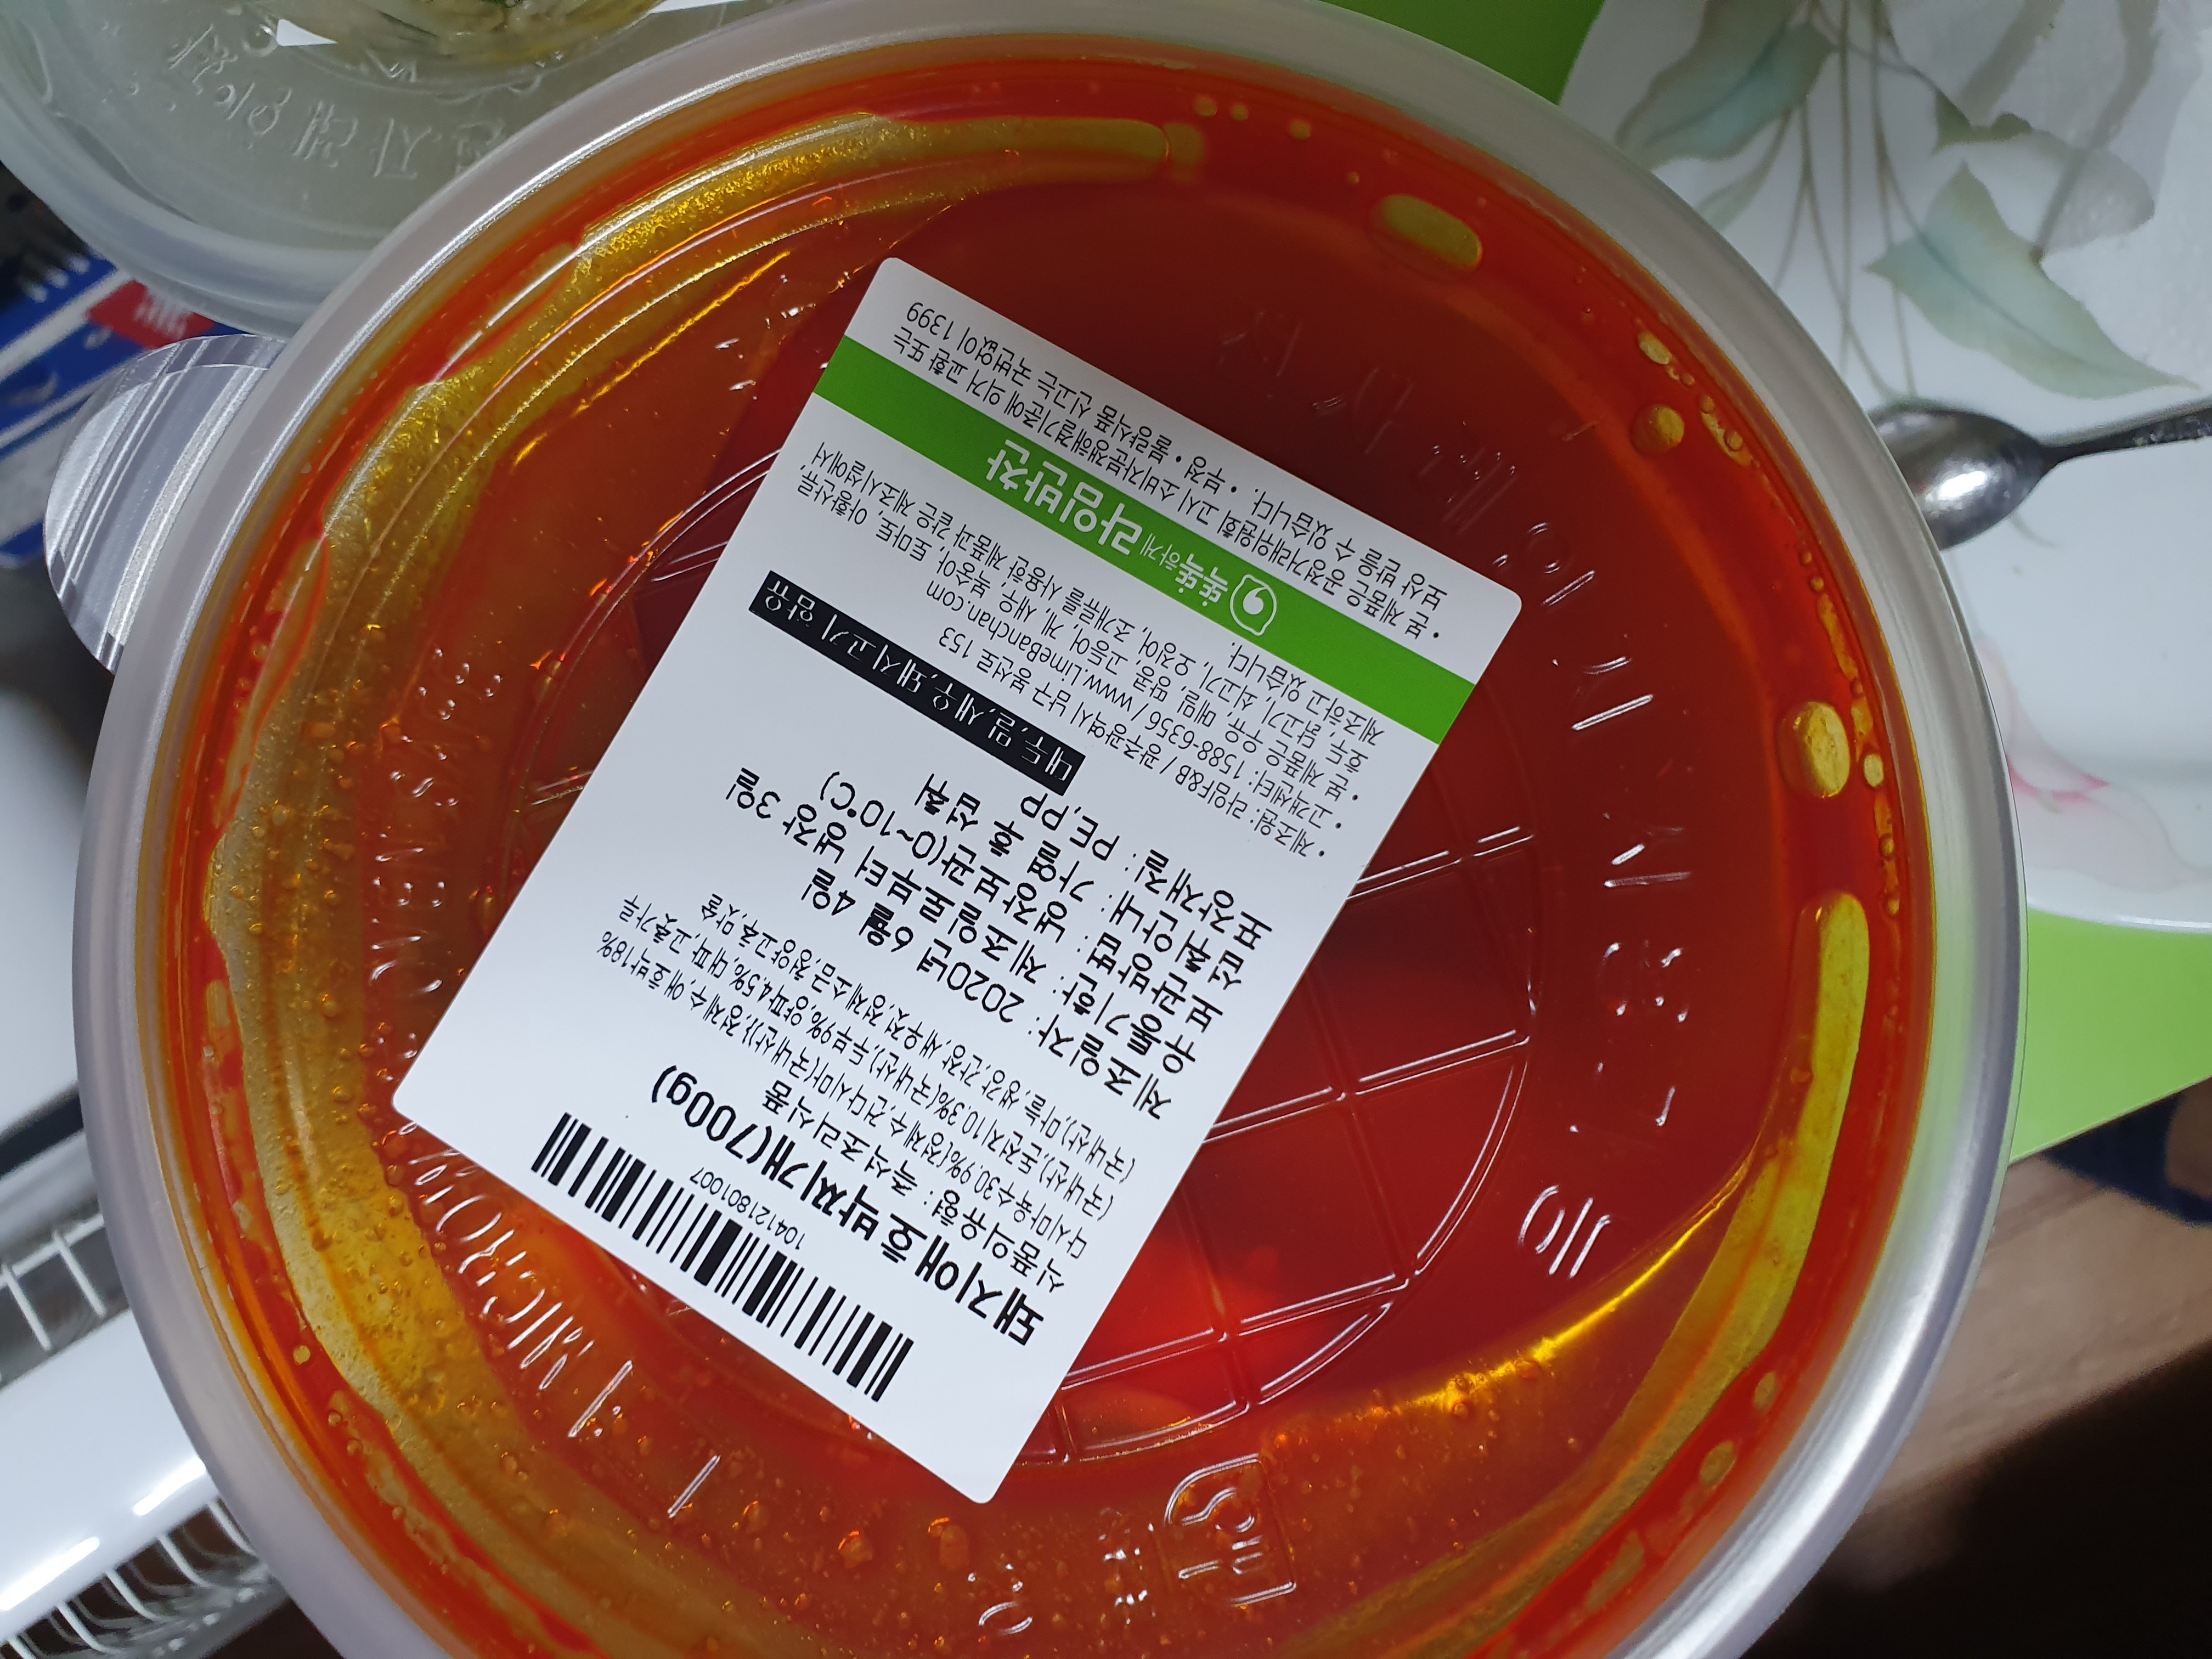 104121801007
돼지애호박찌개(700g)
식품의유형: 즉석조리식품
다시마육수30.9%{정제수,건다시마(국내산)},정제수,애호박18%
(국내산),돈전지10.3%(국내산),두부9%,양파4.5%,대파,고춧가루
(국내산),마늘,생강,간장,새우젓,정제소금,청양고추,맛술
제조일자: 2020년 6월 4일
유통기한: 제조일로부터 냉장 3일
보관방법: 냉장보관(0~10℃)
섭취안내: 가열 후 섭취
포장재질: PE,PP
대두,밀,새우,돼지고기 함유
• 제조원: 라임F&B / 광주광역시 남구 봉선로 153
• 고객센터: 1588-6356 / www.LimeBanchan.com
• 본 제품은 우유, 메밀, 땅콩, 고등어, 게, 새우, 복숭아, 토마토, 아황산류,
호두, 닭고기, 쇠고기, 오징어, 조개류를 사용한 제품과 같은 제조시설에서
제조하고 있습니다.
똑똑하게 라임반찬
• 본 제품은 공정거래위원회 고시 소비자분쟁해결기준에 의거 교환 또는
보상 받을 수 있습니다. • 부정 • 불량식품 신고는 국번없이 1399